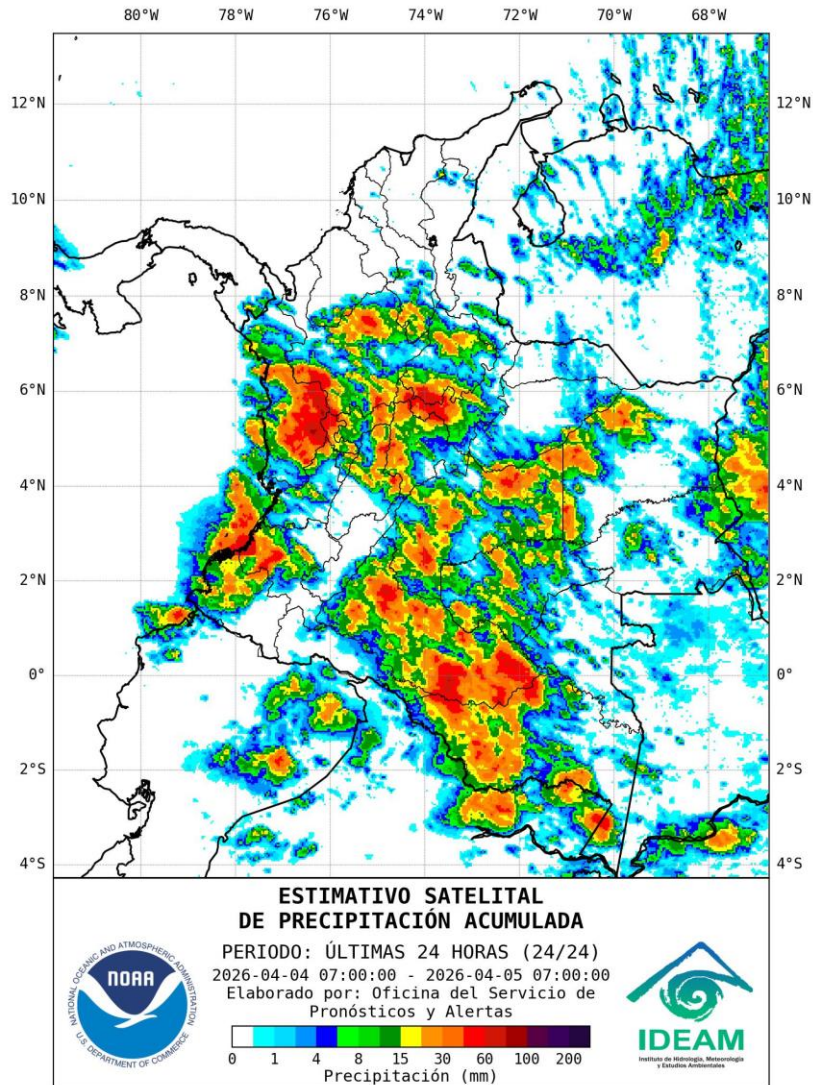 80°W 78°W 76°W 74°W 72°W 70°W 68°W
12°N 12°N
10°N 10°N
8°N 8°N
6°N 6°N
4°N 4°N
2°N 2°N
0° 0°
2°S 2°S
4°S 4°S
ESTIMATIVO SATELITAL
DE PRECIPITACIÓN ACUMULADA
PERIODO: ÚLTIMAS 24 HORAS (24/24)
2026-04-04 07:00:00 - 2026-04-05 07:00:00
Elaborado por: Oficina del Servicio de
Pronósticos y Alertas
0 1 4 8 15 30 60 100 200
Precipitación (mm)
NATIONAL OCEANIC AND ATMOSPHERIC ADMINISTRATION
NOAA
U.S. DEPARTMENT OF COMMERCE
IDEAM
Instituto de Hidrología, Meteorología
y Estudios Ambientales